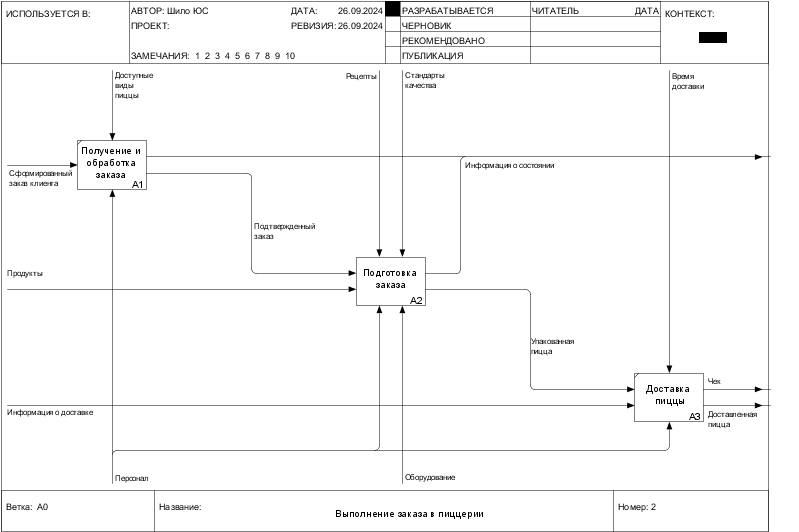 ИСПОЛЬЗУЕТСЯ В:
АВТОР: Шило ЮС
ДАТА: 26.09.2024
РАЗРАБАТЫВАЕТСЯ
ЧИТАТЕЛЬ
ДАТА
КОНТЕКСТ:
ПРОЕКТ:
РЕВИЗИЯ: 26.09.2024
ЧЕРНОВИК
РЕКОМЕНДОВАНО
ЗАМЕЧАНИЯ: 1 2 3 4 5 6 7 8 9 10
ПУБЛИКАЦИЯ
Доступные
виды
пиццы
Рецепты
Стандарты
качества
Время
доставки
Получение и
обработка
заказа
A1
Сформированный
заказ клиента
Информация о состоянии
Подтвержденный
заказ
Продукты
Подготовка
заказа
A2
Упакованная
пицца
Доставка
пиццы
A3
Чек
Доставленная
пицца
Информация о доставке
Персонал
Оборудование
Ветка: A0
Название:
Выполнение заказа в пиццерии
Номер: 2